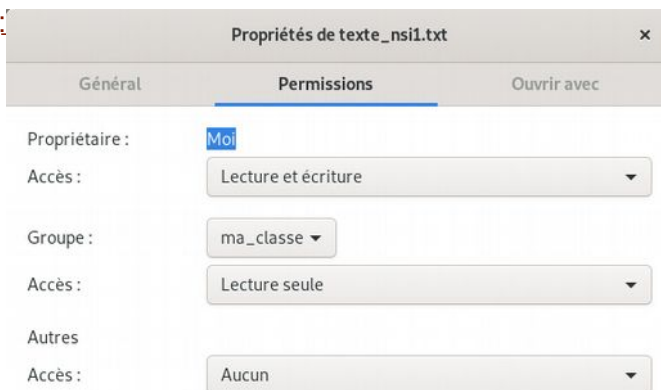 Propriétés de texte_nsi1.txt ×
Général Permissions Ouvrir avec
Propriétaire : Moi
Accès : Lecture et écriture
Groupe : ma_classe
Accès : Lecture seule
Autres
Accès : Aucun